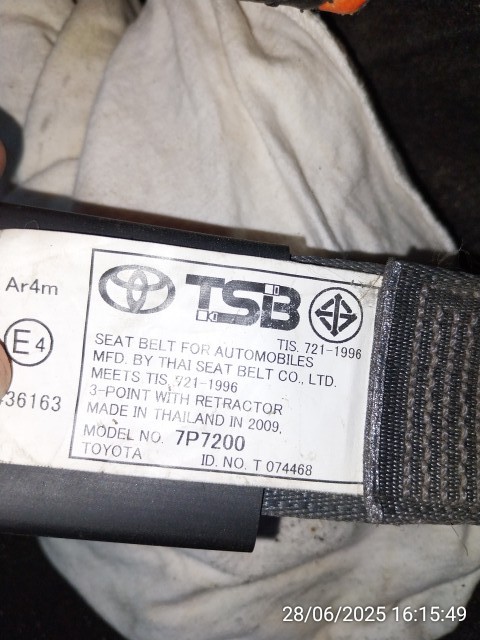 Ar4m
E4
36163
TSB
TIS. 721-1996
SEAT BELT FOR AUTOMOBILES
MFD. BY THAI SEAT BELT CO., LTD.
MEETS TIS. 721-1996
3-POINT WITH RETRACTOR
MADE IN THAILAND IN 2009.
MODEL NO. 7P7200
TOYOTA ID. NO. T 074468
28/06/2025 16:15:49